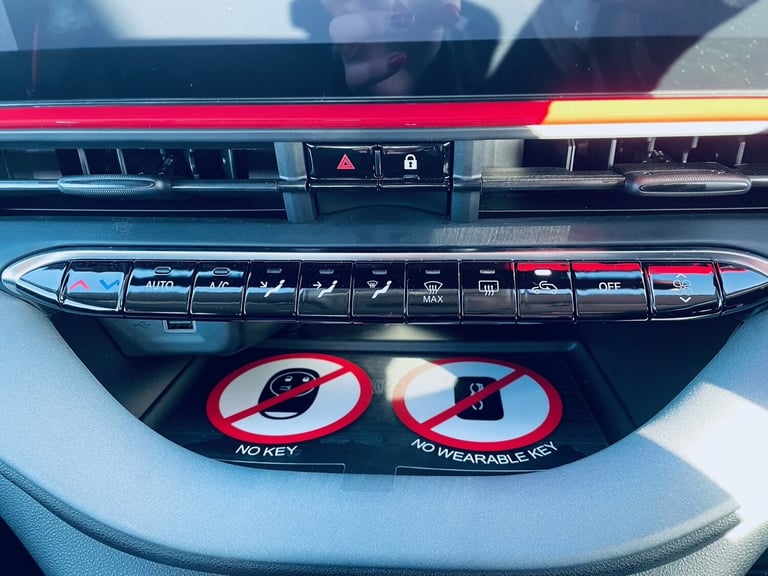 AUTO A/C MAX OFF
NO KEY
NO WEARABLE KEY